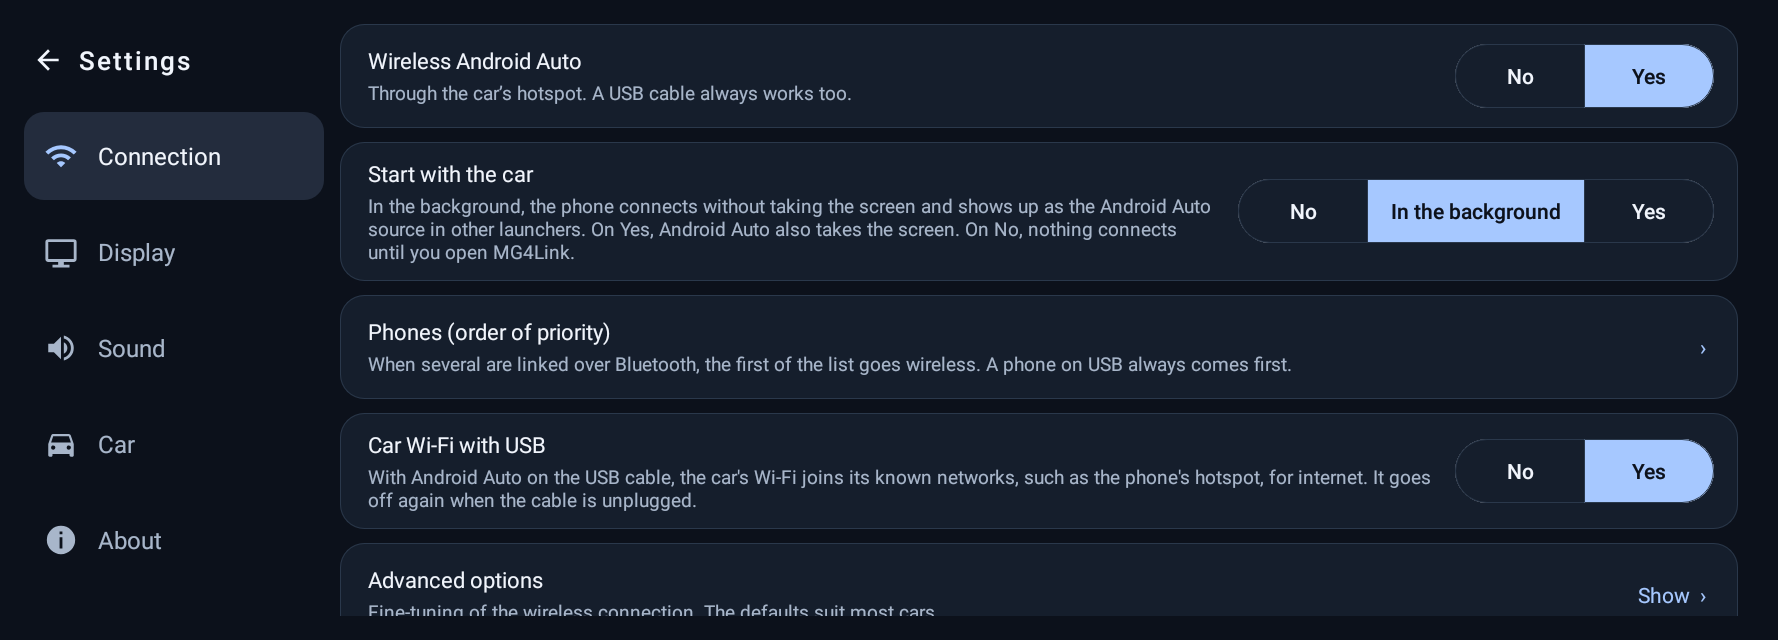 Settings
Connection
Display
Sound
Car
About
Wireless Android Auto
Through the car’s hotspot. A USB cable always works too.
No
Yes
Start with the car
In the background, the phone connects without taking the screen and shows up as the Android Auto
source in other launchers. On Yes, Android Auto also takes the screen. On No, nothing connects
until you open MG4Link.
No
In the background
Yes
Phones (order of priority)
When several are linked over Bluetooth, the first of the list goes wireless. A phone on USB always comes first.
Car Wi-Fi with USB
With Android Auto on the USB cable, the car's Wi-Fi joins its known networks, such as the phone's hotspot, for internet. It goes
off again when the cable is unplugged.
No
Yes
Advanced options
Fine-tuning of the wireless connection. The defaults suit most cars.
Show